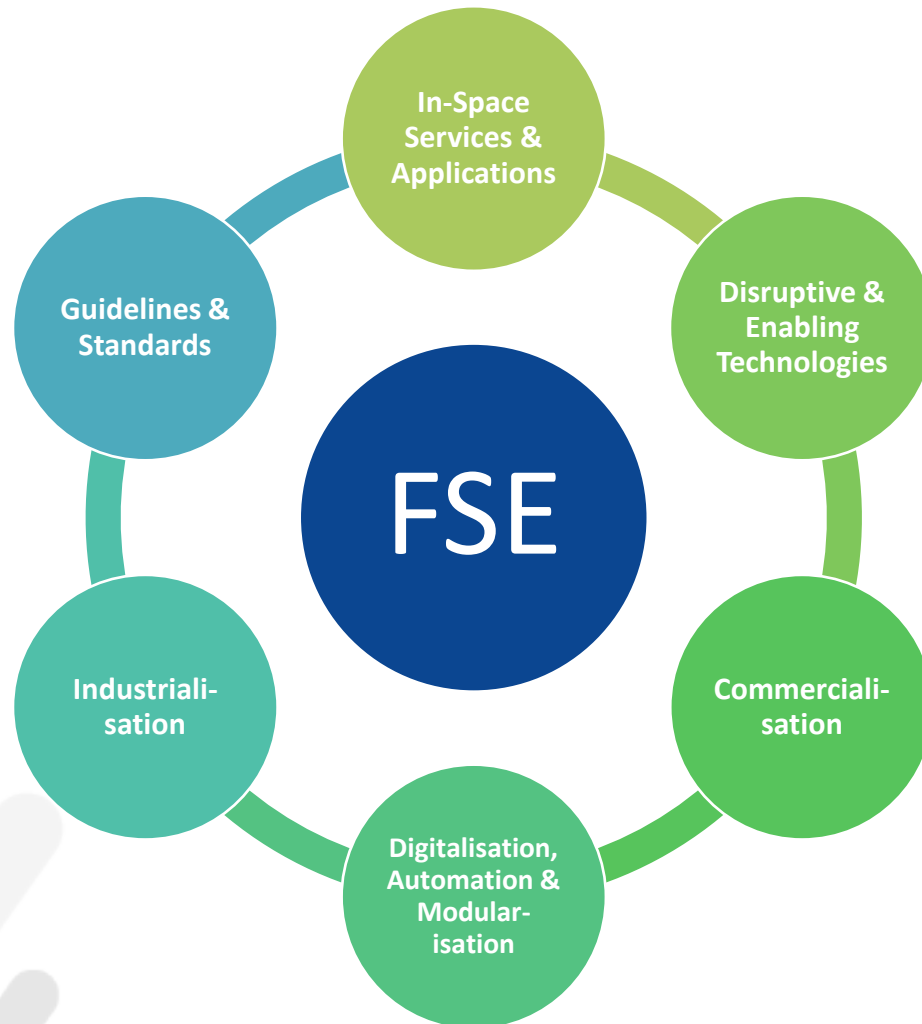 In-Space
Services &
Applications
Disruptive &
Enabling
Technologies
Commerciali-
sation
Digitalisation,
Automation &
Modular-
isation
Industriali-
sation
Guidelines &
Standards
FSE